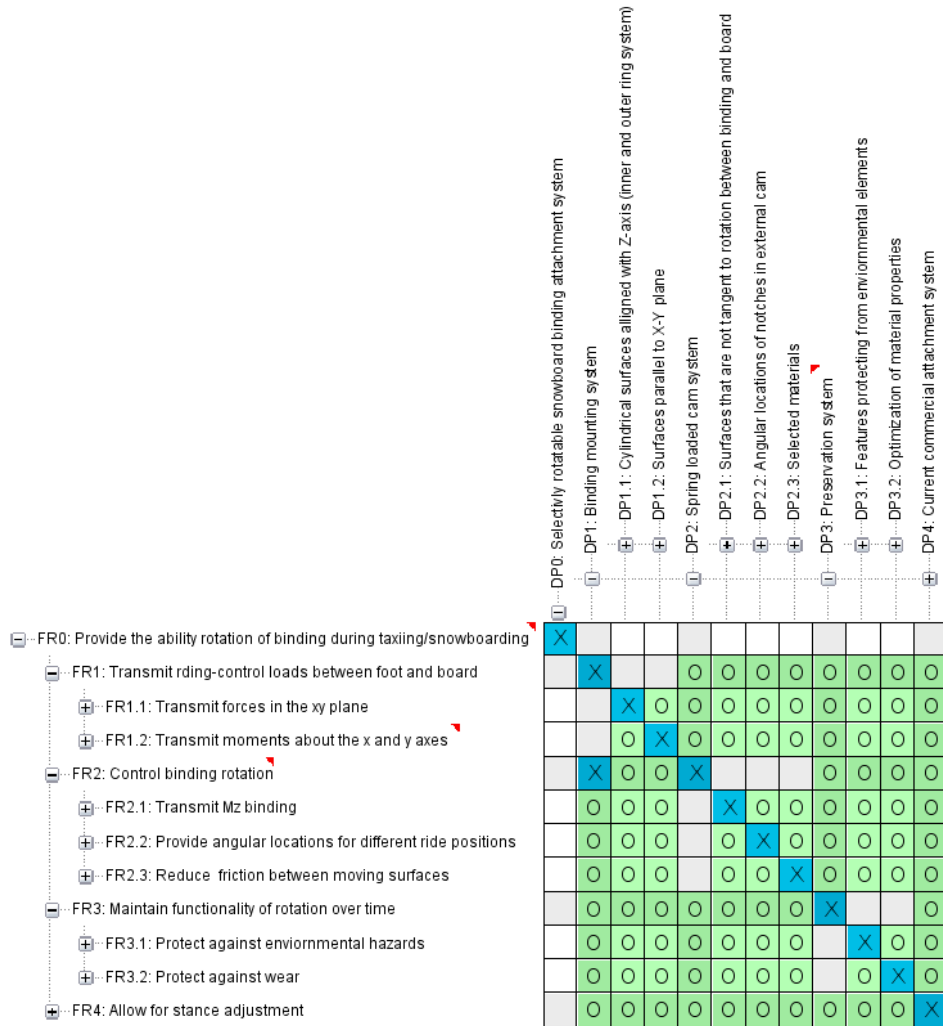 DP0: Selectivly rotatable snowboard binding attachment system
DP1: Binding mounting system
DP1.1: Cylindrical surfaces alligned with Z-axis (inner and outer ring system)
DP1.2: Surfaces parallel to X-Y plane
DP2: Spring loaded cam system
DP2.1: Surfaces that are not tangent to rotation between binding and board
DP2.2: Angular locations of notches in external cam
DP2.3: Selected materials
DP3: Preservation system
DP3.1: Features protecting from enviornmental elements
DP3.2: Optimization of material properties
DP4: Current commercial attachment system
FR0: Provide the ability rotation of binding during taxiing/snowboarding X
FR1: Transmit rding-control loads between foot and board X O O O O O O O O
FR1.1: Transmit forces in the xy plane X O O O O O O O O O
FR1.2: Transmit moments about the x and y axes O X O O O O O O O O
FR2: Control binding rotation X O O X O O O O
FR2.1: Transmit Mz binding O O O X O O O O O O
FR2.2: Provide angular locations for different ride positions O O O O X O O O O O
FR2.3: Reduce friction between moving surfaces O O O O O X O O O O
FR3: Maintain functionality of rotation over time O O O O O O O X O
FR3.1: Protect against enviornmental hazards O O O O O O O X O O
FR3.2: Protect against wear O O O O O O O O X O
FR4: Allow for stance adjustment O O O O O O O O O O X